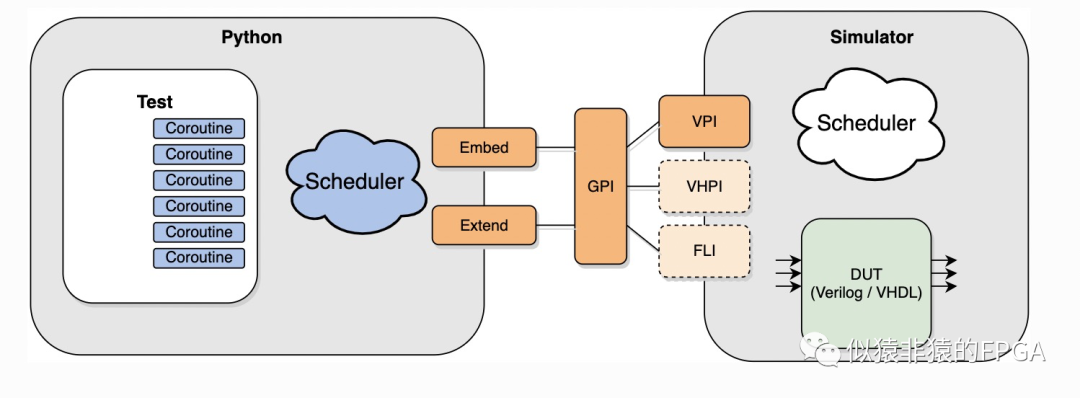 Python
Test
Coroutine
Coroutine
Coroutine
Coroutine
Coroutine
Coroutine
Scheduler
Embed
Extend
GPI
VPI
VHPI
FLI
Simulator
Scheduler
DUT
(Verilog / VHDL)
似猿非猿的FPGA